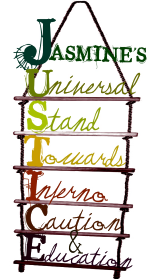 JASMINE'S
Universal
Stand
Towards
Inferno
Caution
&
Education